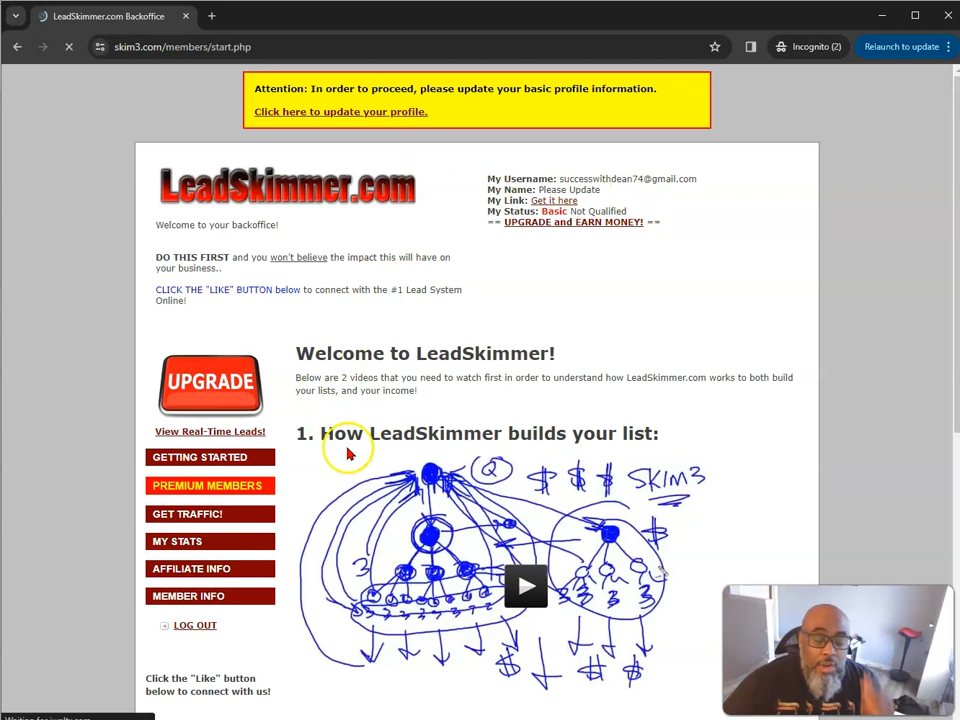 LeadSkimmer.com Backoffice
skim3.com/members/start.php
Incognito (2)
Relaunch to update
Attention: In order to proceed, please update your basic profile information.
Click here to update your profile.
LeadSkimmer.com
Welcome to your backoffice!
My Username: successwithdean74@gmail.com
My Name: Please Update
My Link: Get it here
My Status: Basic Not Qualified
== UPGRADE and EARN MONEY! ==
DO THIS FIRST and you won't believe the impact this will have on
your business..
CLICK THE "LIKE" BUTTON below to connect with the #1 Lead System
Online!
UPGRADE
View Real-Time Leads!
GETTING STARTED
PREMIUM MEMBERS
GET TRAFFIC!
MY STATS
AFFILIATE INFO
MEMBER INFO
LOG OUT
Click the "Like" button
below to connect with us!
Welcome to LeadSkimmer!
Below are 2 videos that you need to watch first in order to understand how LeadSkimmer.com works to both build
your lists, and your income!
1. How LeadSkimmer builds your list:
Q $ $ $ SKIM3
$
3
3 3 3 3
$ $ $